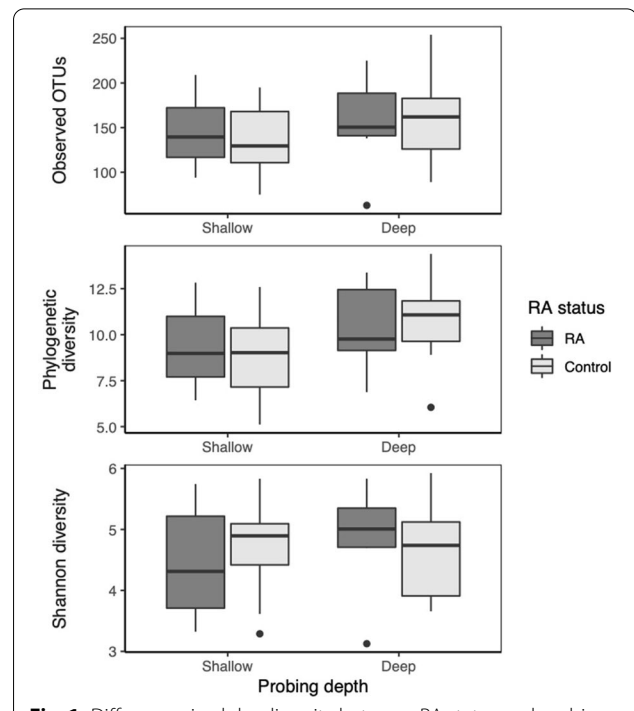 Observed OTUs
250
200
150
100
Shallow
Deep
Phylogenetic
diversity
12.5
10.0
7.5
5.0
Shallow
Deep
RA status
RA
Control
Shannon diversity
6
5
4
3
Shallow
Deep
Probing depth